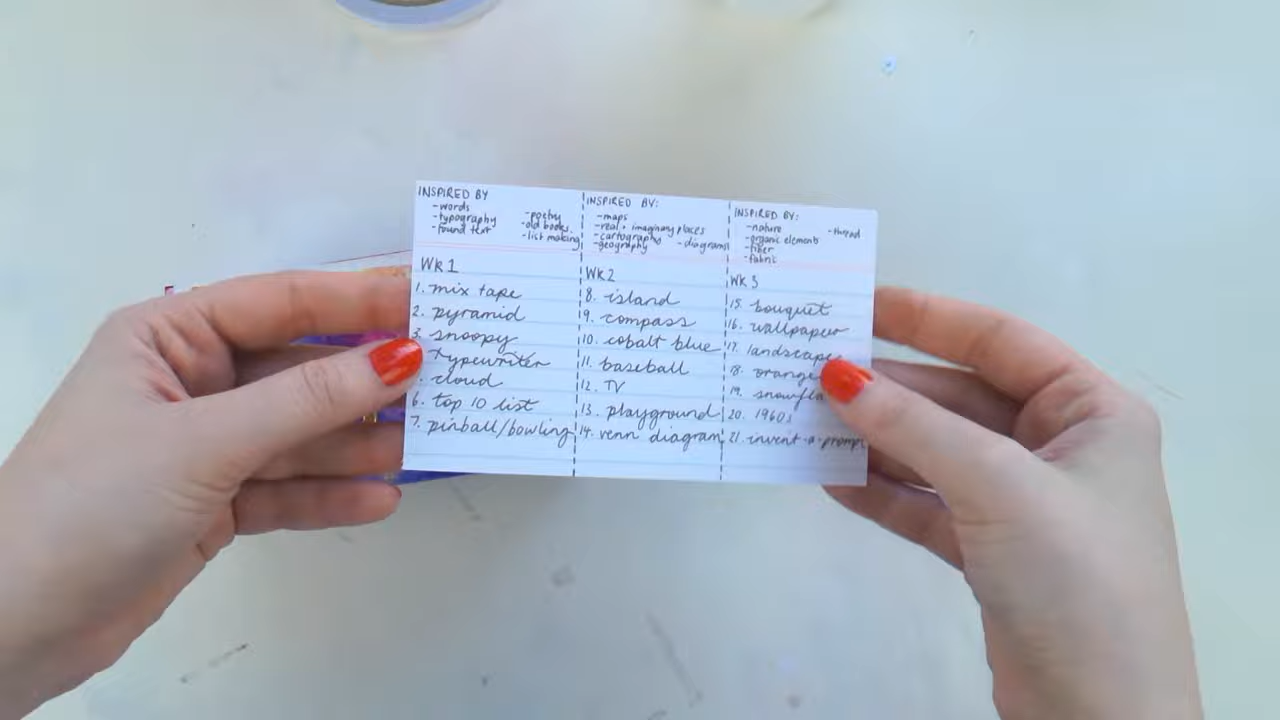 INSPIRED BY
- words
- typography
- found text
- poetry
- old books
- list making
Wk 1
1. mix tape
2. pyramid
3. snoopy
typewriter
. cloud
6. top 10 list
7. pinball/bowling
INSPIRED BY:
- maps
- real + imaginary places
- cartography
- geography
- diagrams
Wk 2
8. island
9. compass
10. cobalt blue
11. baseball
12. TV
13. playground
14. venn diagram
INSPIRED BY:
- nature
- organic elements
- fiber
- fabric
- thread
Wk 3
15. bouquet
16. wallpaper
17. landscape
18. orange
19. snowfla
20. 1960s
21. invent-a-prompt